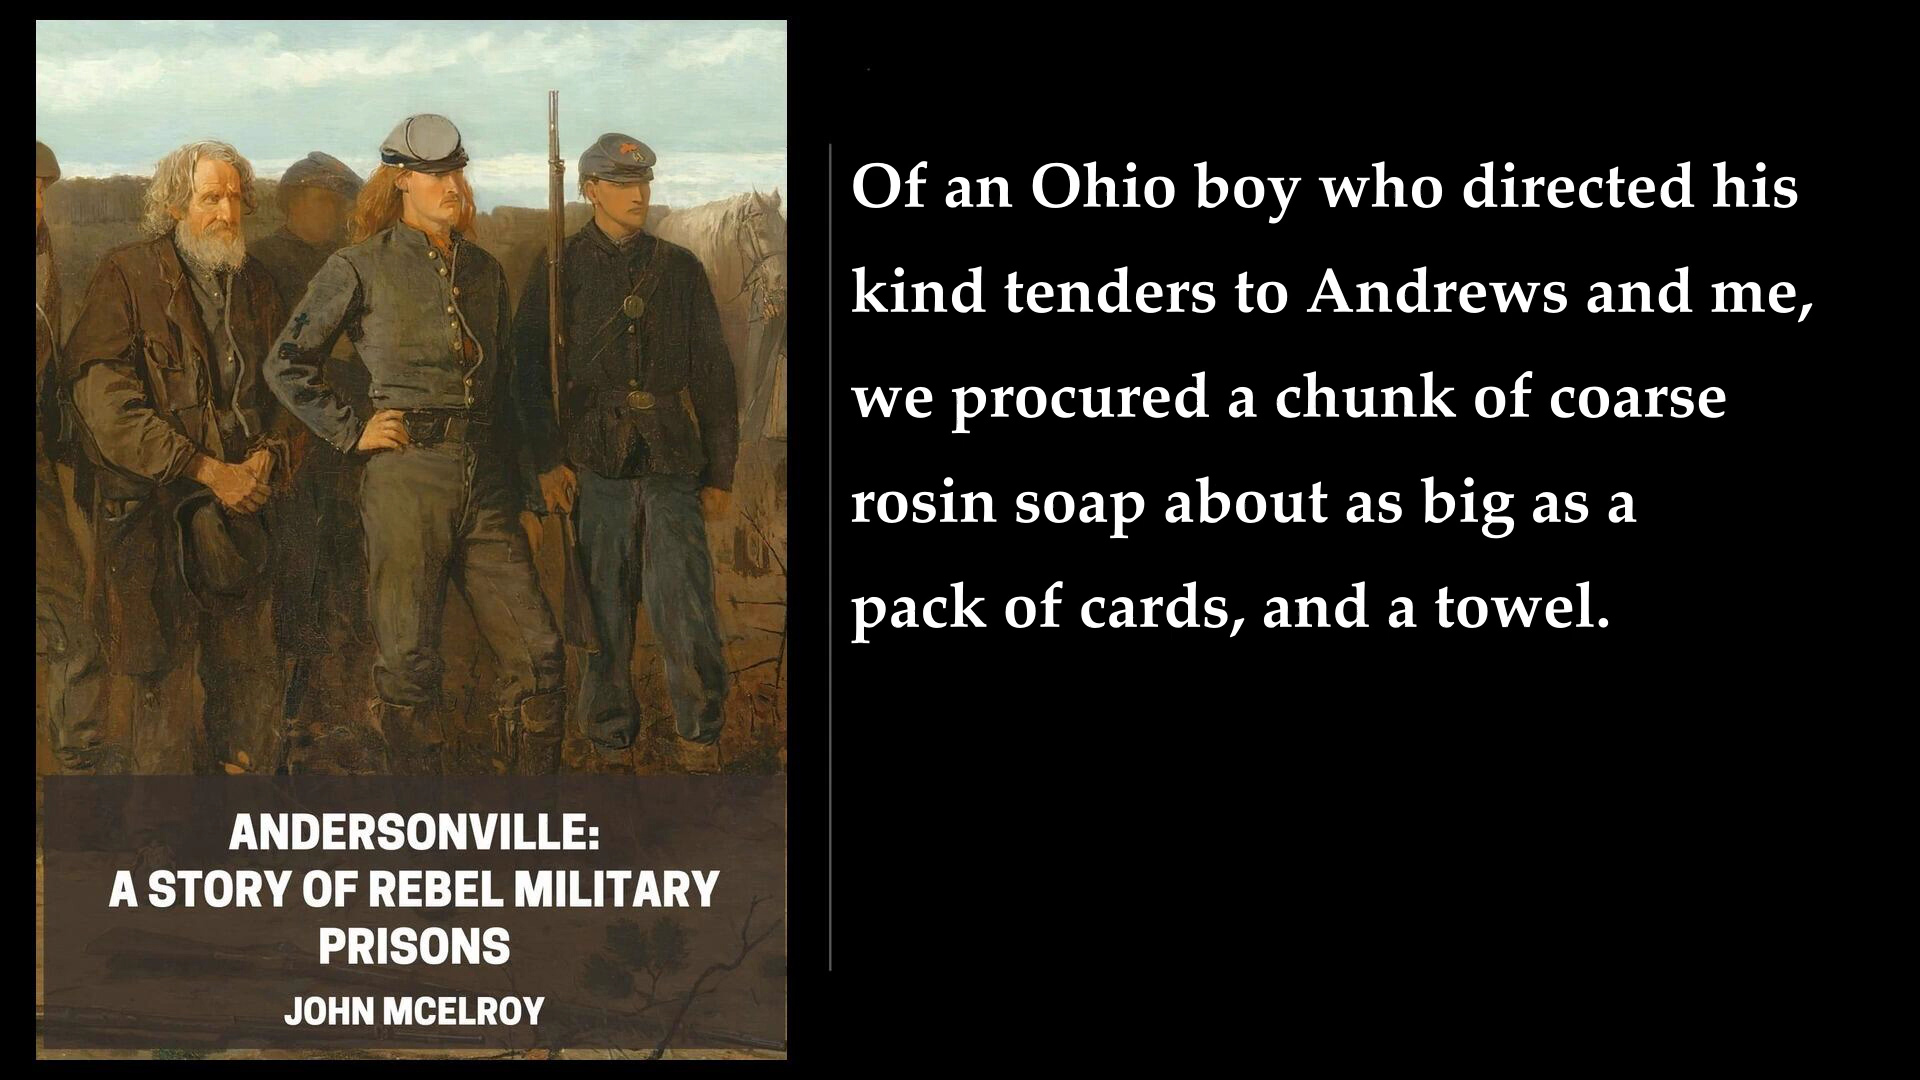 Of an Ohio boy who directed his
kind tenders to Andrews and me,
we procured a chunk of coarse
rosin soap about as big as a
pack of cards, and a towel.
ANDERSONVILLE:
A STORY OF REBEL MILITARY
PRISONS
JOHN MCELROY